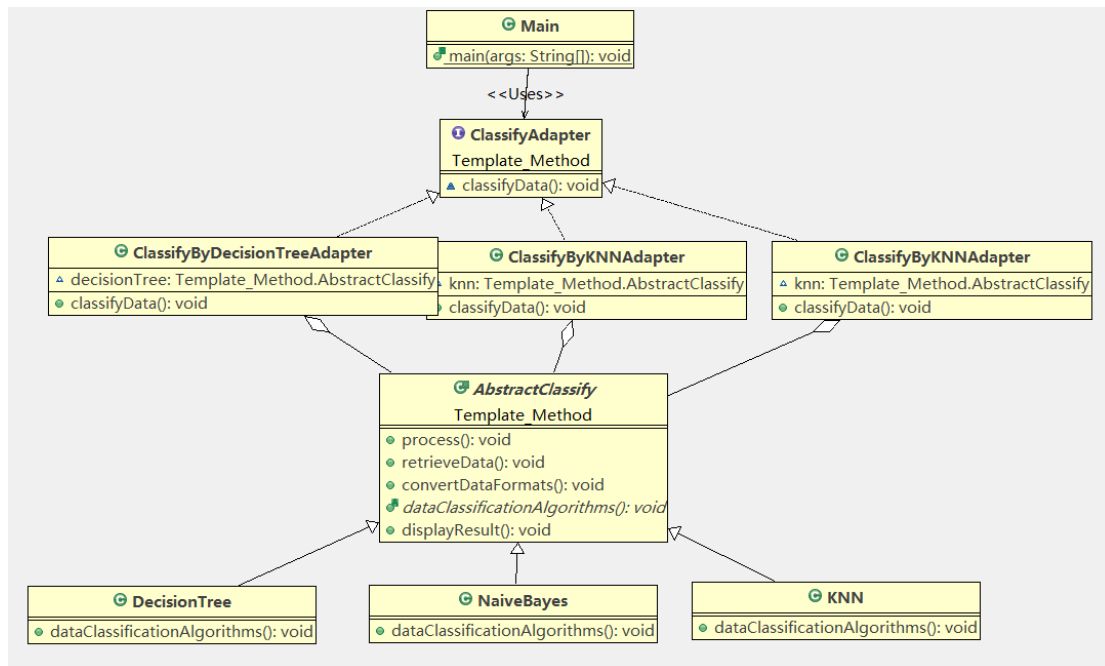 Main
main(args: String[]): void
<<Uses>>
ClassifyAdapter
Template_Method
classifyData(): void
ClassifyByDecisionTreeAdapter
decisionTree: Template_Method.AbstractClassify
classifyData(): void
ClassifyByKNNAdapter
knn: Template_Method.AbstractClassify
classifyData(): void
ClassifyByKNNAdapter
knn: Template_Method.AbstractClassify
classifyData(): void
AbstractClassify
Template_Method
process(): void
retrieveData(): void
convertDataFormats(): void
dataClassificationAlgorithms(): void
displayResult(): void
DecisionTree
dataClassificationAlgorithms(): void
NaiveBayes
dataClassificationAlgorithms(): void
KNN
dataClassificationAlgorithms(): void